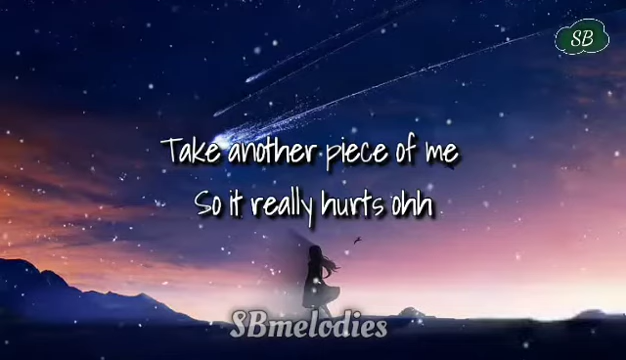 SB
Take another piece of me
So it really hurts ohh
SBmelodies